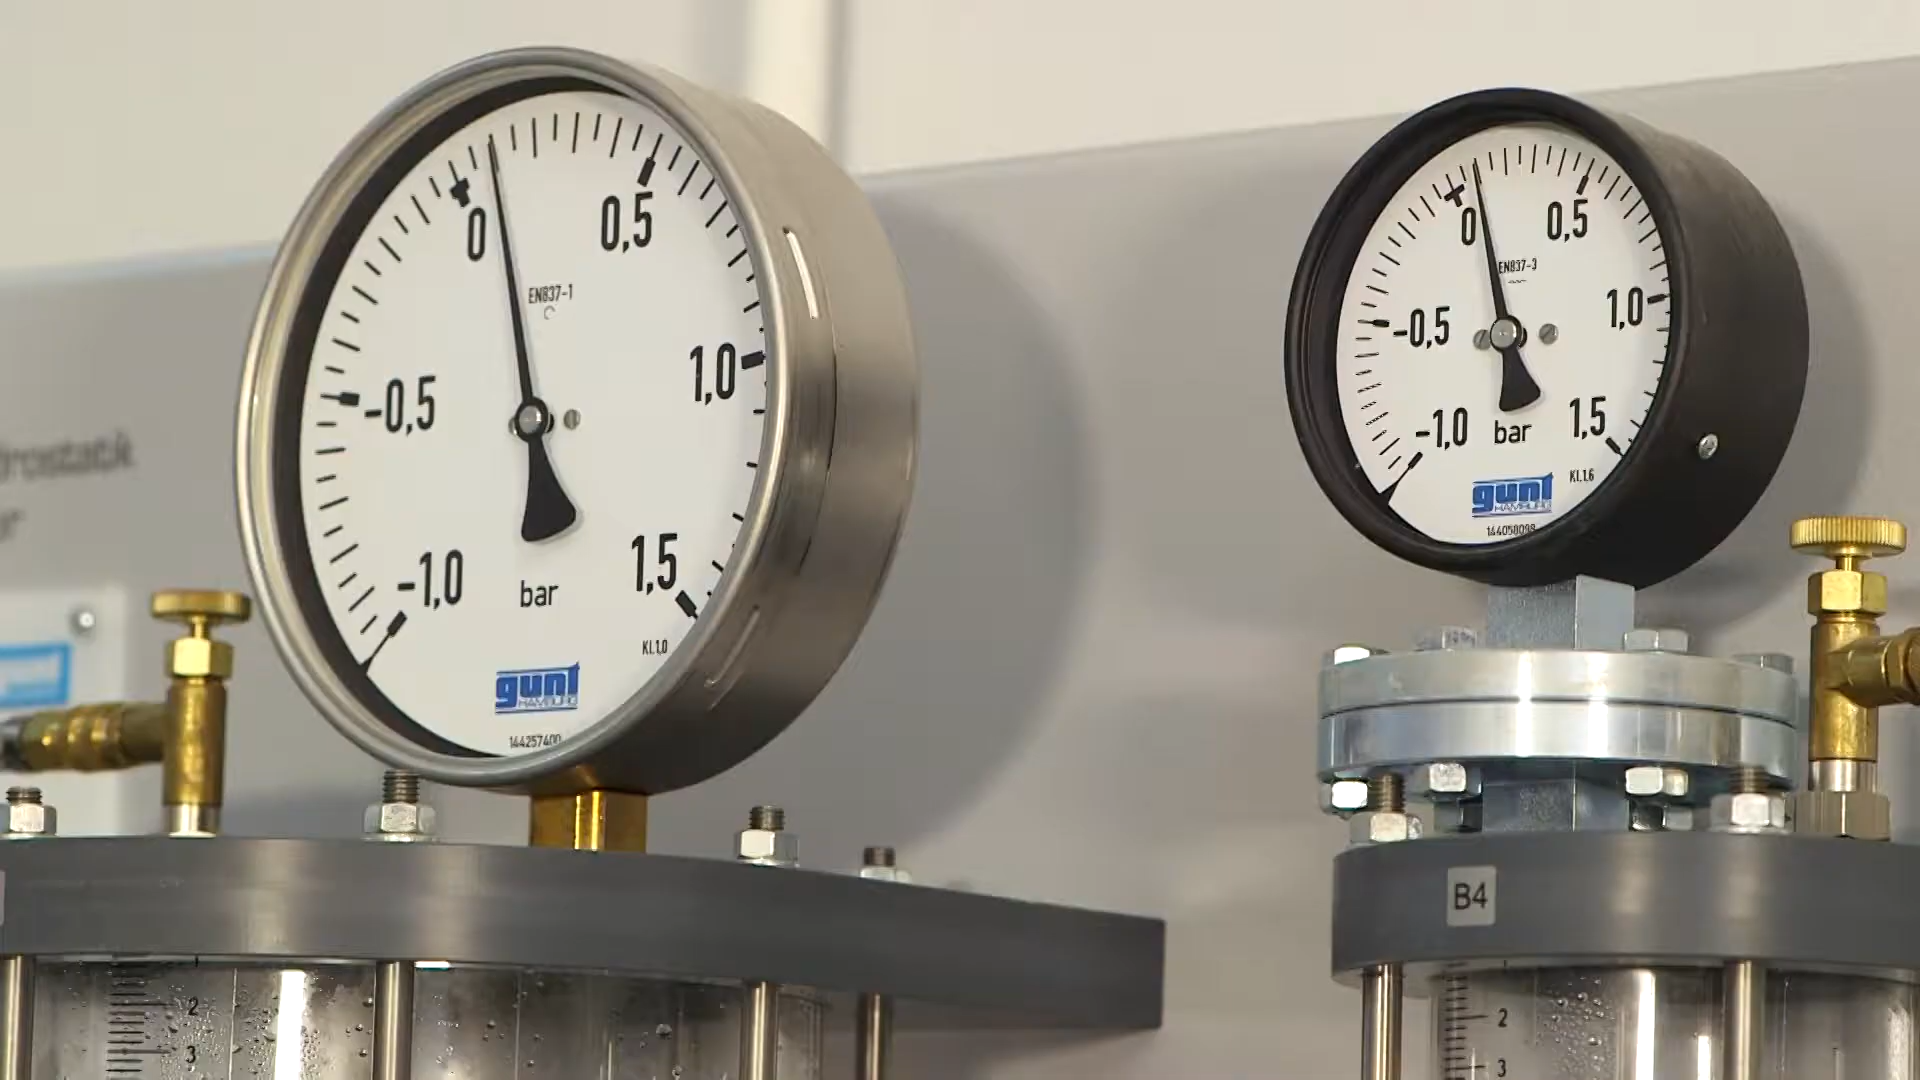 0
0,5
EN837-1
-0,5
1,0
-1,0
1,5
bar
Kl.1,0
gunt
HAMBURG
144257400
0
0,5
EN837-3
-0,5
1,0
-1,0
1,5
bar
Kl.1,6
gunt
HAMBURG
B4
2
3
2
3